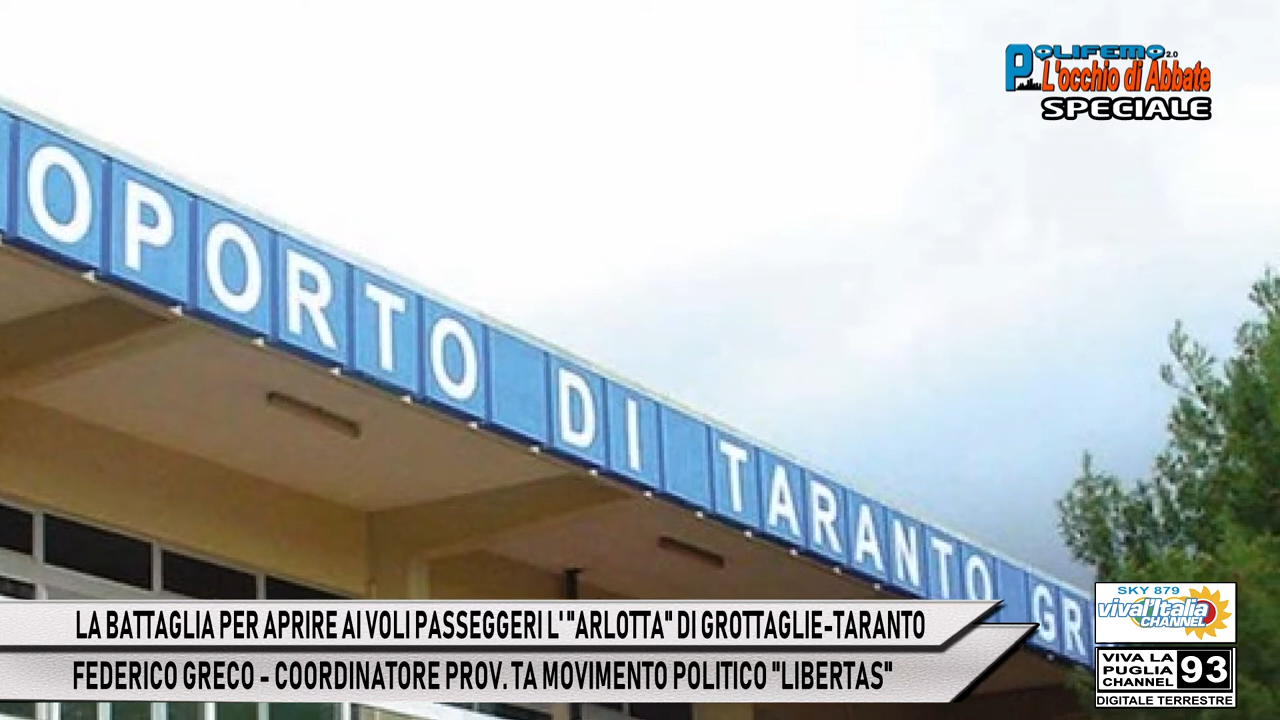 POLIFEMO 2.0
L'occhio di Abbate
SPECIALE
OPORTO DI TARANTO GR
LA BATTAGLIA PER APRIRE AI VOLI PASSEGGERI L'"ARLOTTA" DI GROTTAGLIE-TARANTO
FEDERICO GRECO - COORDINATORE PROV. TA MOVIMENTO POLITICO "LIBERTAS"
SKY 879
vival'Italia
CHANNEL
VIVA LA
PUGLIA
CHANNEL 93
DIGITALE TERRESTRE